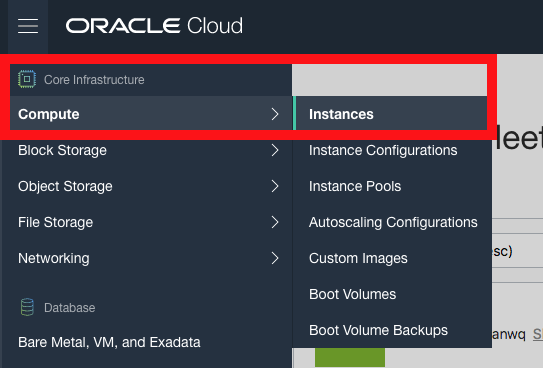 ORACLE Cloud
Core Infrastructure
Compute
Instances
Block Storage
Instance Configurations
Object Storage
Instance Pools
File Storage
Autoscaling Configurations
Networking
Custom Images
Database
Boot Volumes
Bare Metal, VM, and Exadata
Boot Volume Backups
leet
esc)
anwq